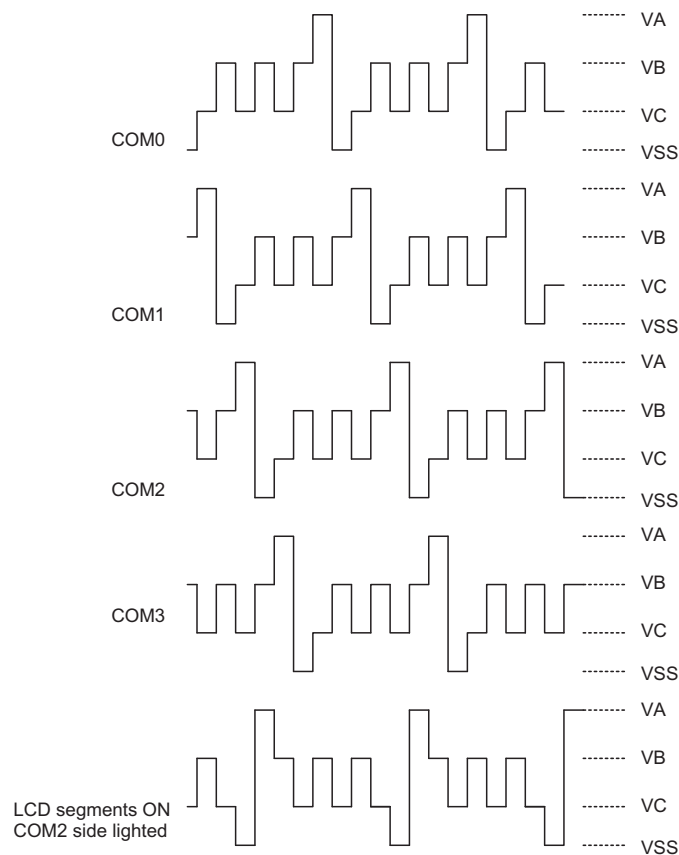 VA
VB
VC
COM0
VSS
VA
VB
VC
COM1
VSS
VA
VB
VC
COM2
VSS
VA
VB
COM3
VC
VSS
VA
VB
VC
LCD segments ON
COM2 side lighted
VSS